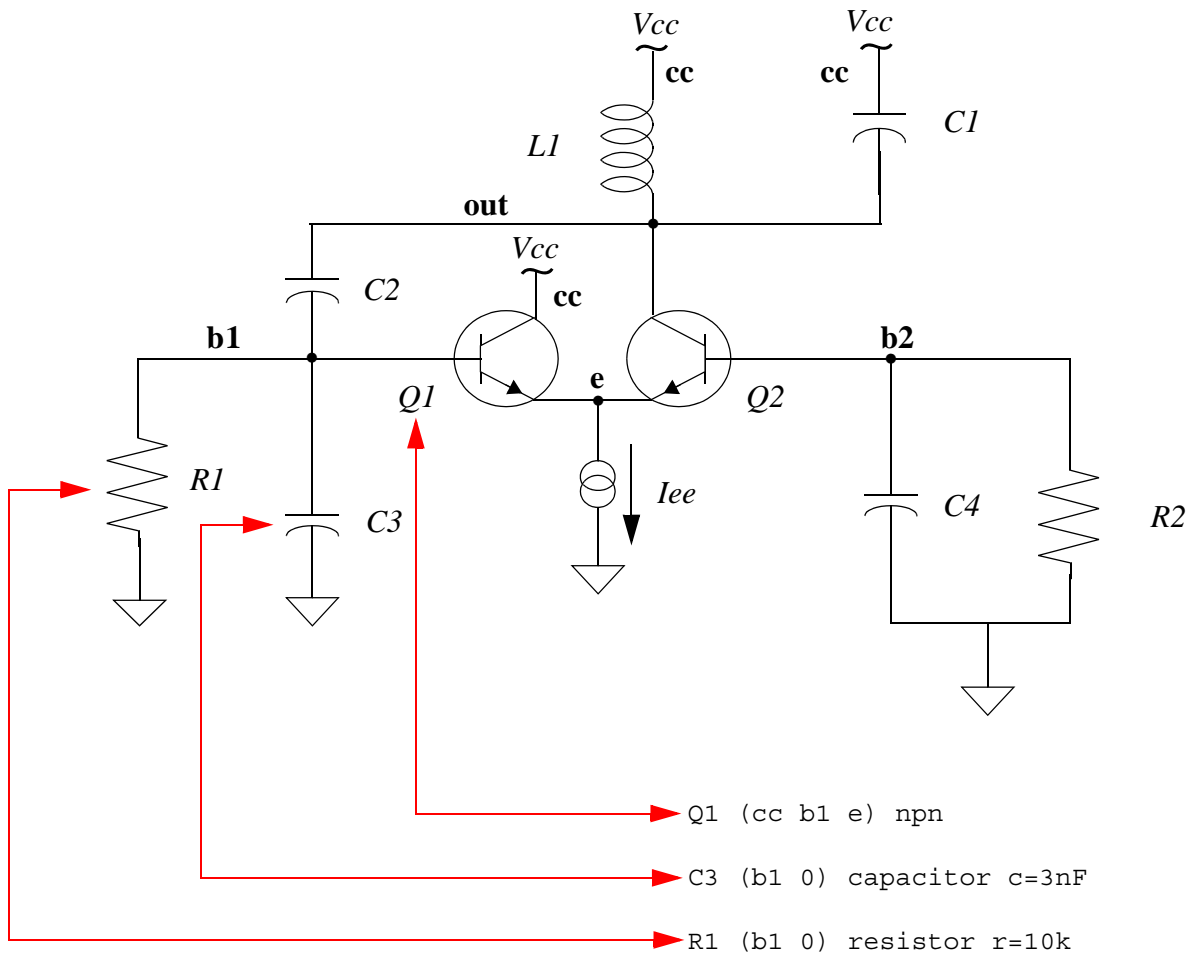 Vcc
Vcc
cc
cc
C1
L1
out
Vcc
C2
cc
b1
b2
e
Q1
Q2
R1
Iee
C3
C4
R2
Q1 (cc b1 e) npn
C3 (b1 0) capacitor c=3nF
R1 (b1 0) resistor r=10k